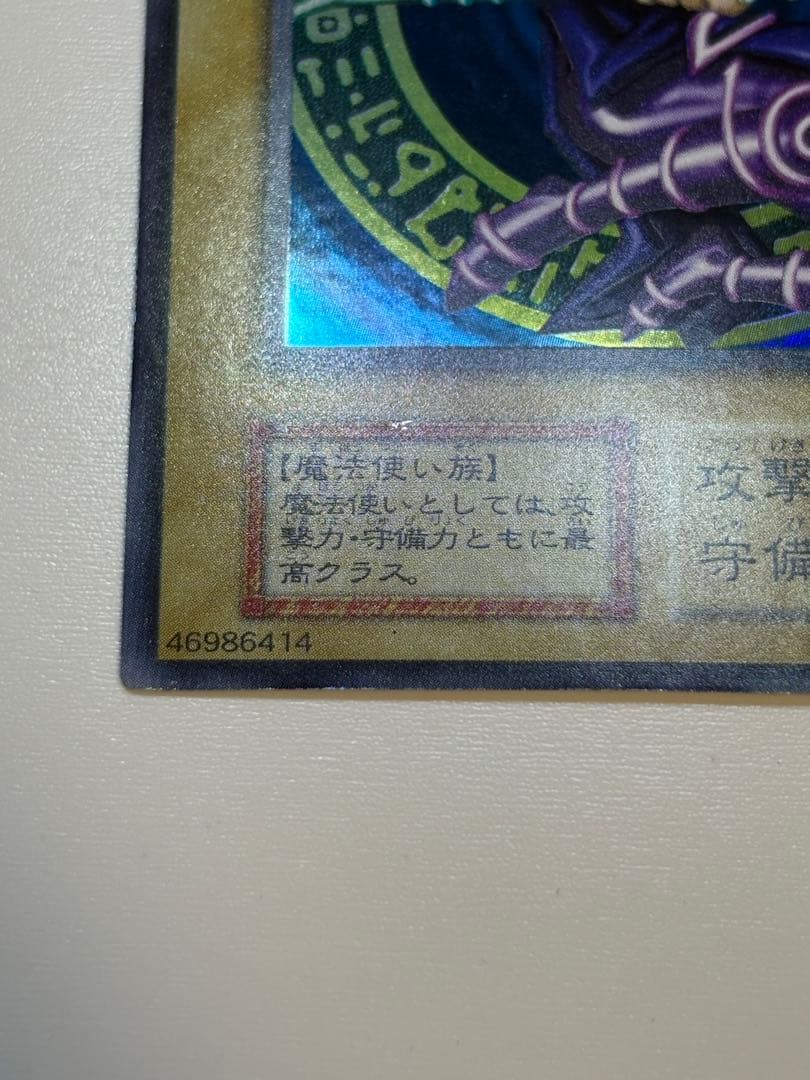 【魔法使い族】
魔法使いとしては、攻
撃力・守備力ともに最
高クラス。
攻撃
守備
46986414